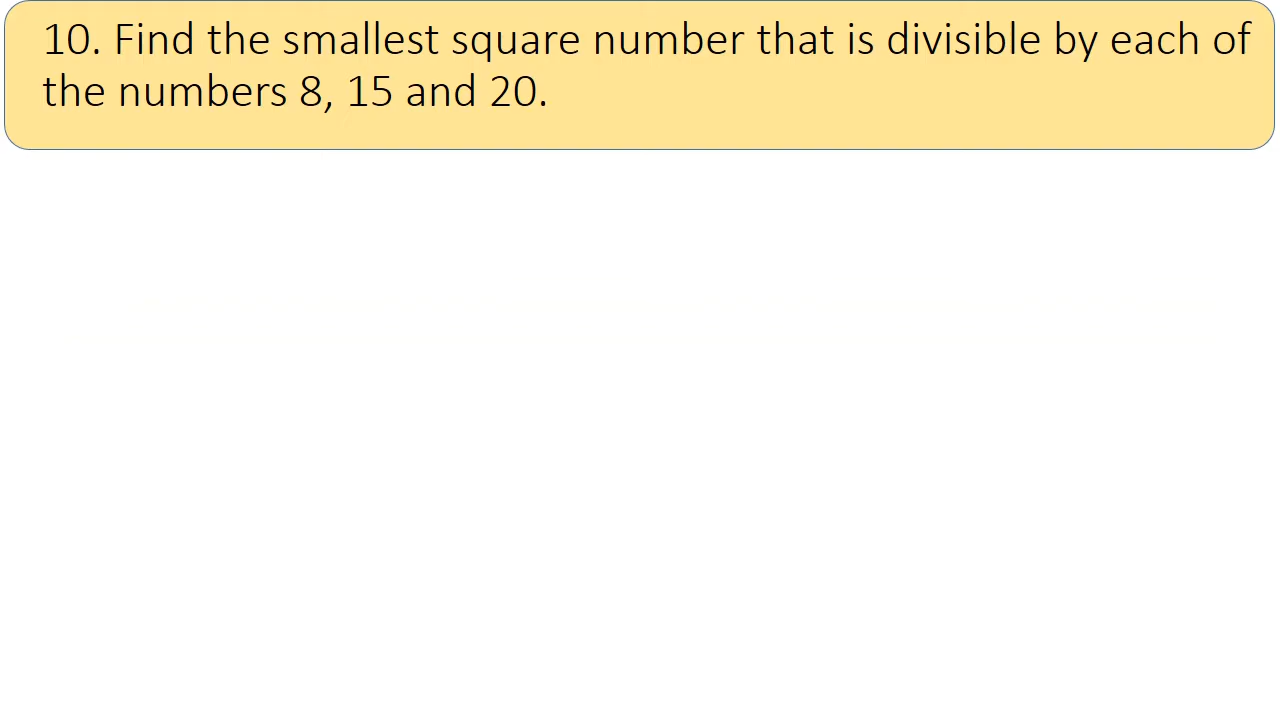 10. Find the smallest square number that is divisible by each of
the numbers 8, 15 and 20.